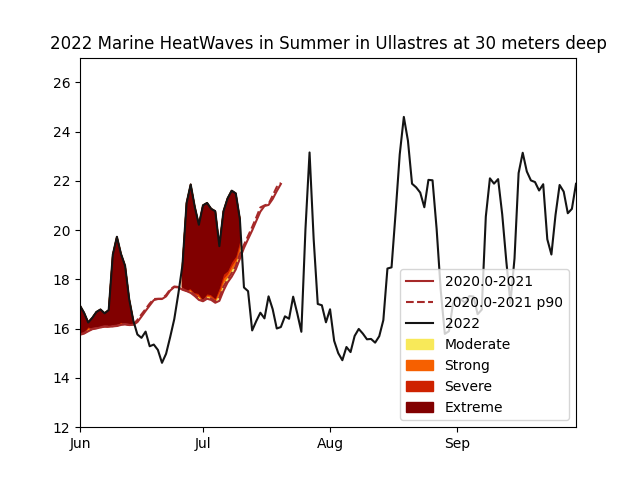 2022 Marine HeatWaves in Summer in Ullastres at 30 meters deep
26
24
22
20
18
16
14
12
Jun
Jul
Aug
Sep
2020.0-2021
2020.0-2021 p90
2022
Moderate
Strong
Severe
Extreme